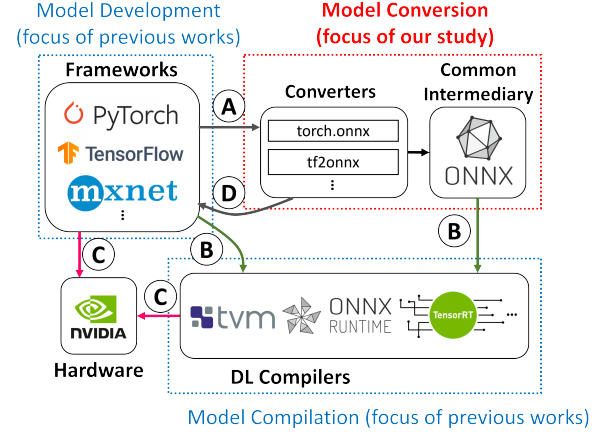 Model Development
(focus of previous works)
Model Conversion
(focus of our study)
Frameworks
PyTorch
TensorFlow
mxnet
A
D
Converters
torch.onnx
tf2onnx
Common
Intermediary
ONNX
C
B
B
NVIDIA
Hardware
C
tvm
ONNX
RUNTIME
TensorRT
...
DL Compilers
Model Compilation (focus of previous works)